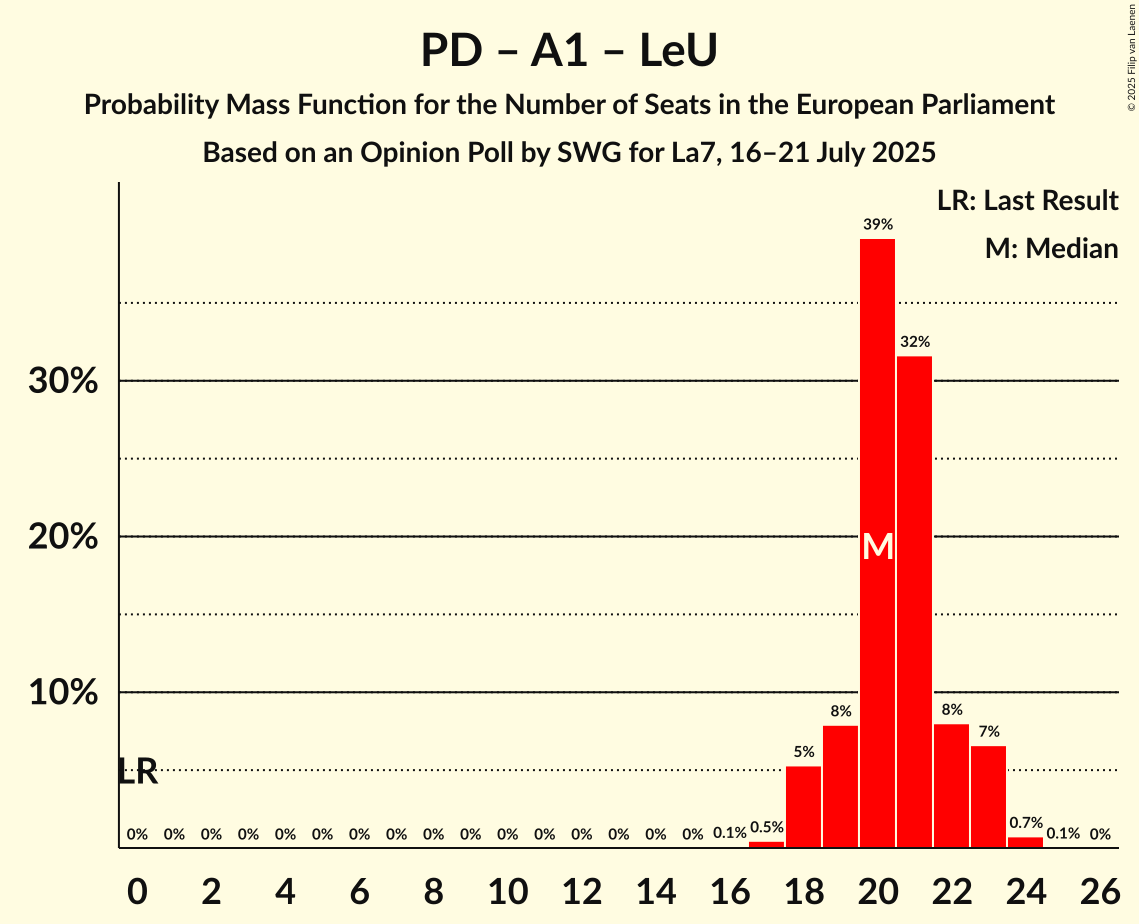 PD – A1 – LeU
Probability Mass Function for the Number of Seats in the European Parliament
Based on an Opinion Poll by SWG for La7, 16–21 July 2025
© 2025 Filip van Laenen
LR: Last Result
M: Median
39%
32%
30%
20%
M
10%
8%
8%
7%
5%
LR
0% 0% 0% 0% 0% 0% 0% 0% 0% 0% 0% 0% 0% 0% 0% 0% 0.1% 0.5% 0.7% 0.1% 0%
0 2 4 6 8 10 12 14 16 18 20 22 24 26